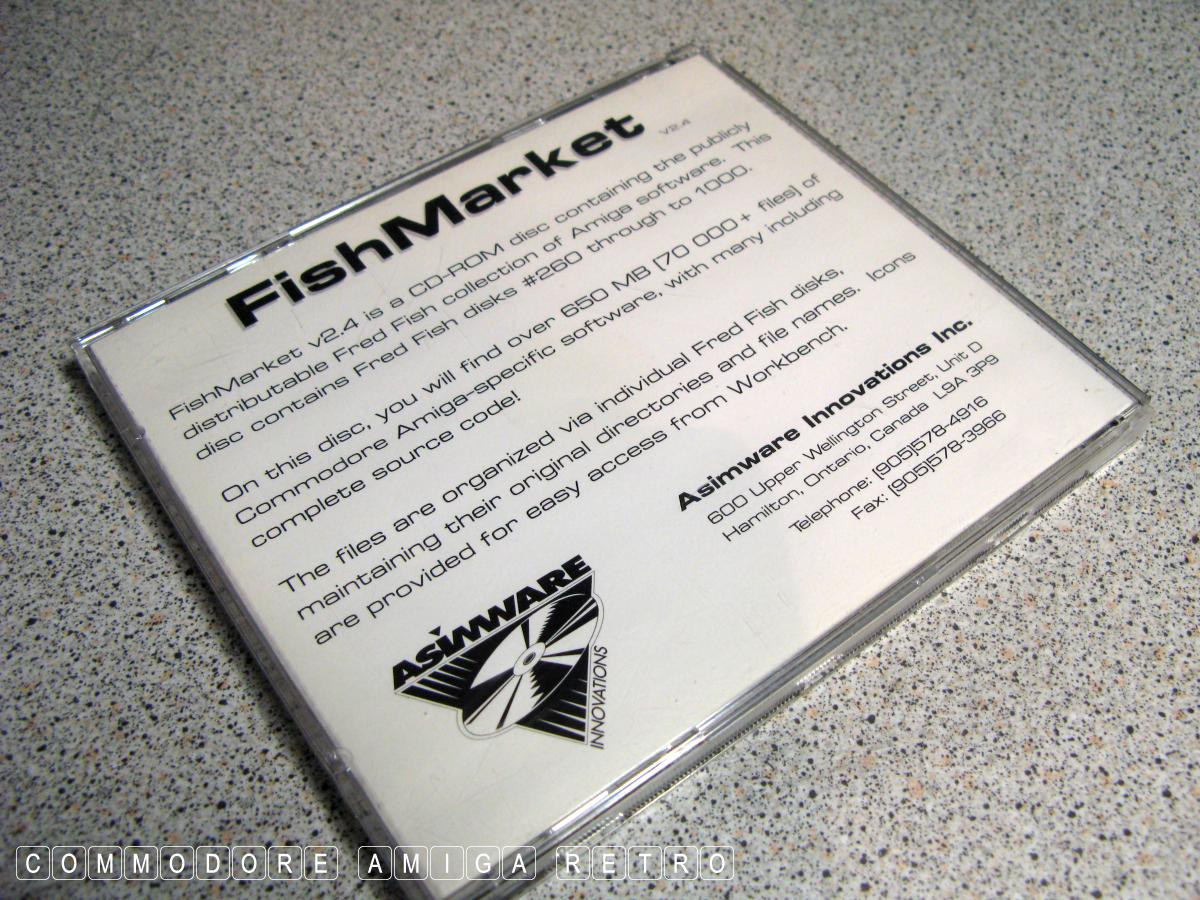 FishMarket v2.4
FishMarket v2.4 is a CD-ROM disc containing the publicly
distributable Fred Fish collection of Amiga software. This
disc contains Fred Fish disks #260 through to 1000.
On this disc, you will find over 650 MB (70 000+ files) of
Commodore Amiga-specific software, with many including
complete source code!
The files are organized via individual Fred Fish disks,
maintaining their original directories and file names. Icons
are provided for easy access from Workbench.
Asimware Innovations Inc.
600 Upper Wellington Street, Unit D
Hamilton, Ontario, Canada L9A 3P9
Telephone: (905)578-4916
Fax: (905)578-3966
ASIMWARE
INNOVATIONS
COMMODORE AMIGA RETRO